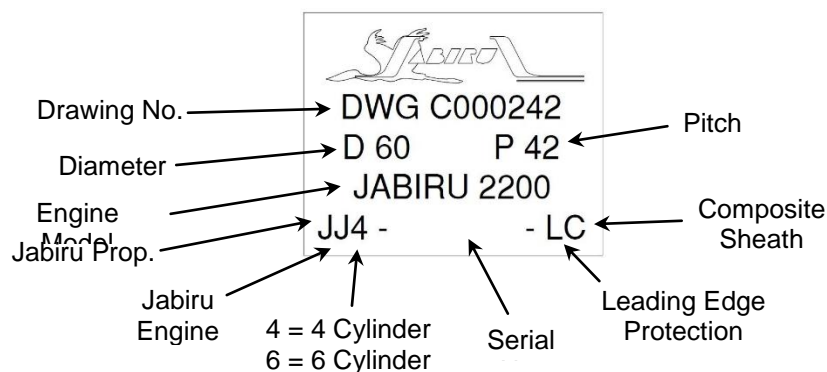 JABIRU
Drawing No.
DWG C000242
Diameter
D 60 P 42
Pitch
Engine
Model
JABIRU 2200
Jabiru Prop.
JJ4 - - LC
Composite
Sheath
Jabiru
Engine
4 = 4 Cylinder
6 = 6 Cylinder
Serial
Leading Edge
Protection